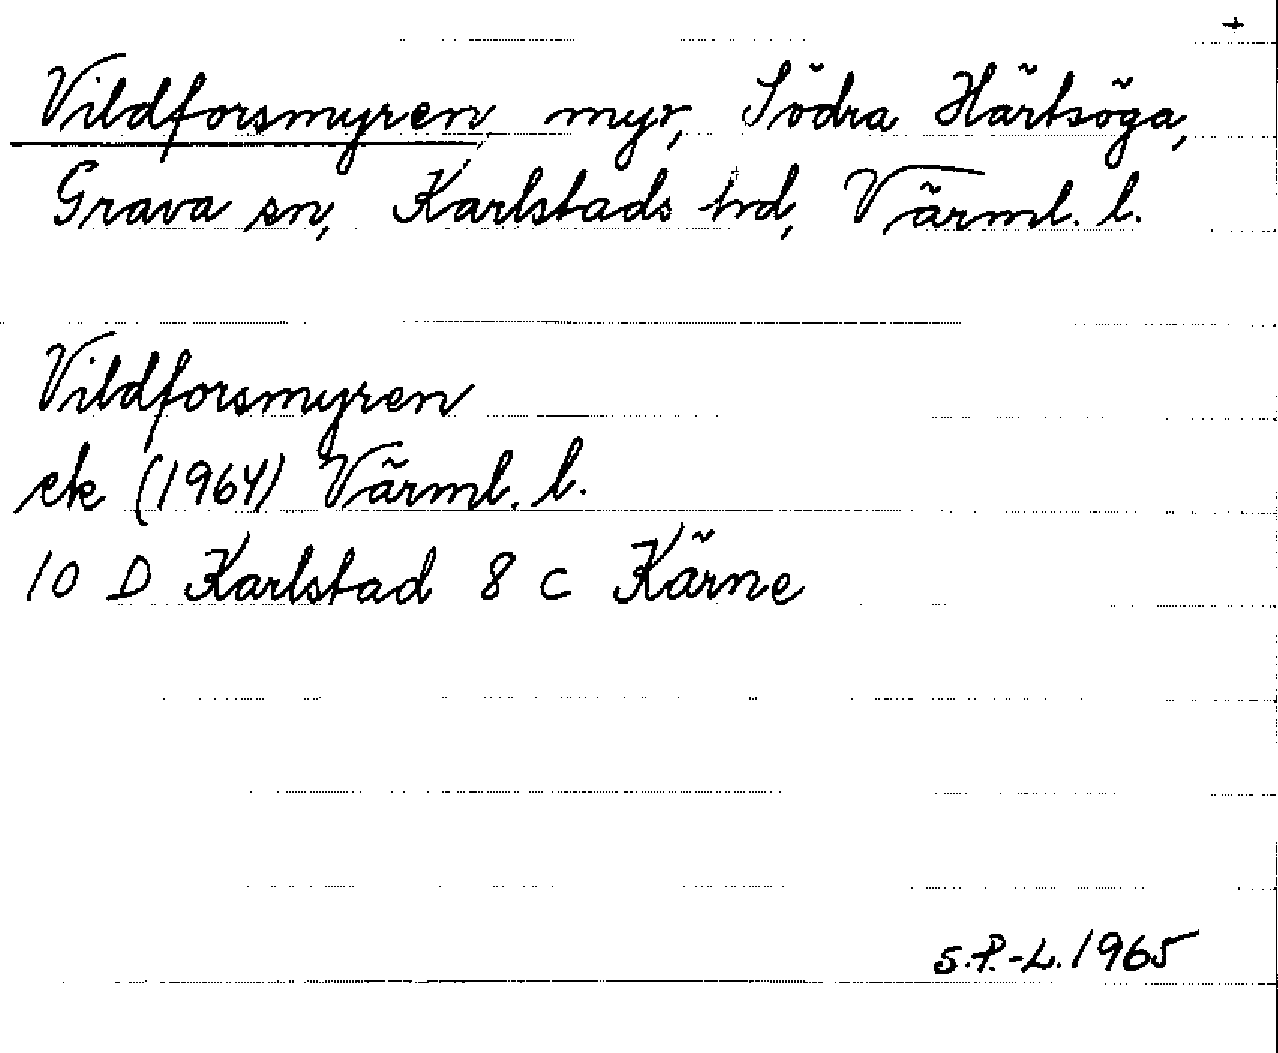 +
Vildforsmyren, myr, Södra Härtsöga,
Grava sn, Karlstads hd, Värml. l.
Vildforsmyren
ek (1964) Värml. l.
10 D Karlstad 8 c Kärne
S.P.-L. 1965